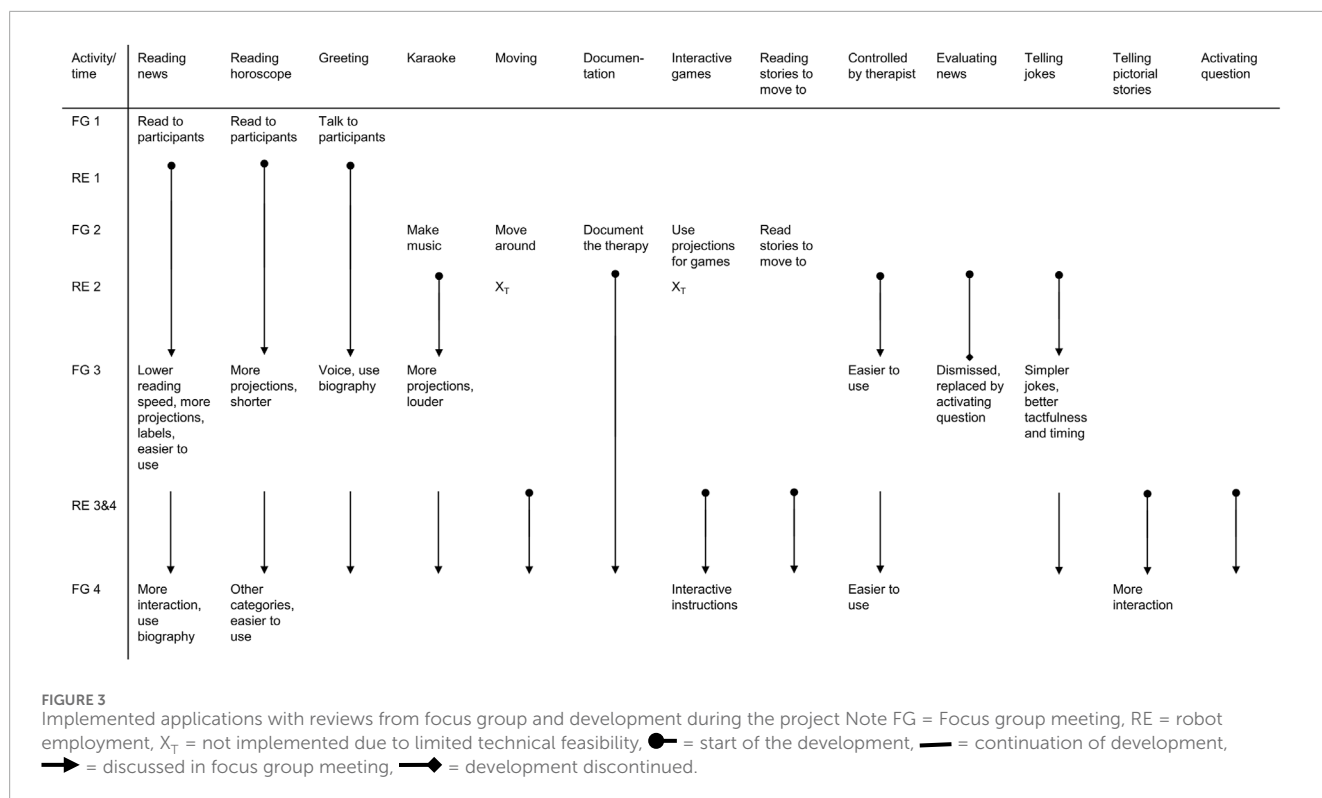 Activity/ time
Reading news
Reading horoscope
Greeting
Karaoke
Moving
Documen- tation
Interactive games
Reading stories to move to
Controlled by therapist
Evaluating news
Telling jokes
Telling pictorial stories
Activating question
FG 1
Read to participants
Read to participants
Talk to participants
RE 1
FG 2
Make music
Move around
Document the therapy
Use projections for games
Read stories to move to
RE 2
X_T
X_T
FG 3
Lower reading speed, more projections, labels, easier to use
More projections, shorter
Voice, use biography
More projections, louder
Easier to use
Dismissed, replaced by activating question
Simpler jokes, better tactfulness and timing
RE 3&4
FG 4
More interaction, use biography
Other categories, easier to use
Interactive instructions
Easier to use
More interaction
FIGURE 3
Implemented applications with reviews from focus group and development during the project Note FG = Focus group meeting, RE = robot
employment, X_T = not implemented due to limited technical feasibility, = start of the development, = continuation of development,
= discussed in focus group meeting, = development discontinued.